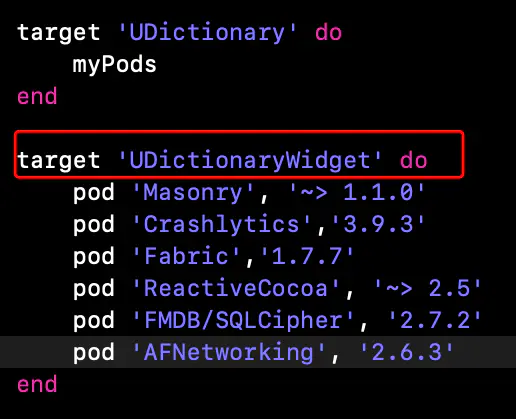 target 'UDictionary' do
    myPods
end

target 'UDictionaryWidget' do
    pod 'Masonry', '~> 1.1.0'
    pod 'Crashlytics','3.9.3'
    pod 'Fabric','1.7.7'
    pod 'ReactiveCocoa', '~> 2.5'
    pod 'FMDB/SQLCipher', '2.7.2'
    pod 'AFNetworking', '2.6.3'
end